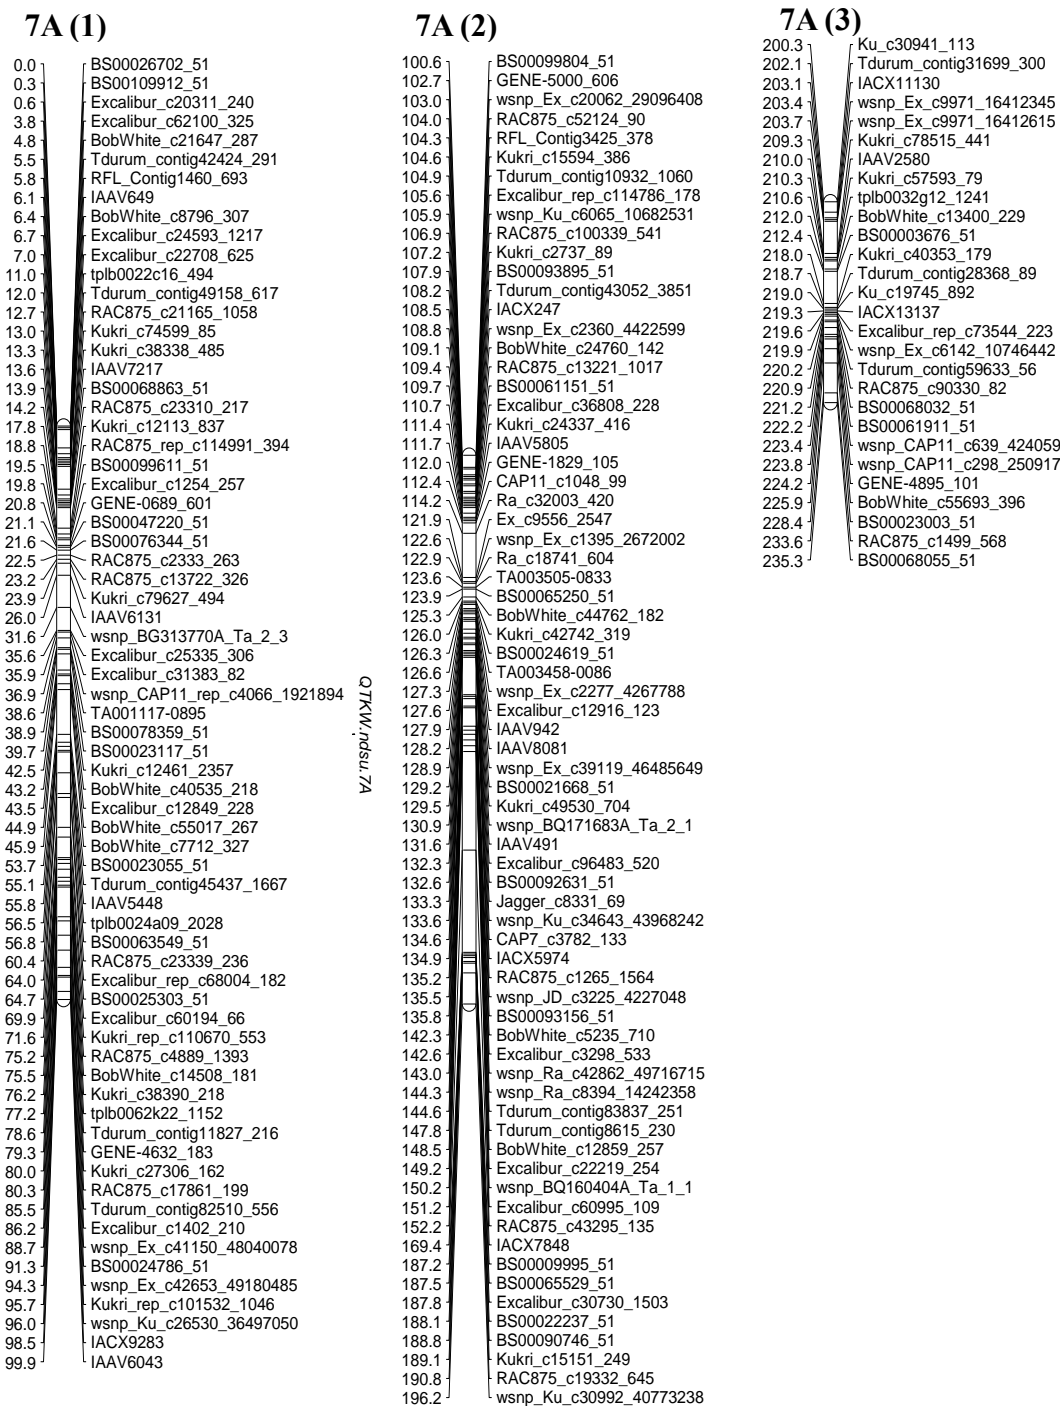 7A (1)
0.0 BS00026702_51
0.3 BS00109912_51
0.6 Excalibur_c20311_240
3.8 Excalibur_c62100_325
4.8 BobWhite_c21647_287
5.5 Tdurum_contig42424_291
5.8 RFL_Contig1460_693
6.1 IAAV649
6.4 BobWhite_c8796_307
6.7 Excalibur_c24593_1217
7.0 Excalibur_c22708_625
11.0 tplb0022c16_494
12.0 Tdurum_contig49158_617
12.7 RAC875_c21165_1058
13.0 Kukri_c74599_85
13.3 Kukri_c38338_485
13.6 IAAV7217
13.9 BS00068863_51
14.2 RAC875_c23310_217
17.8 Kukri_c12113_837
18.8 RAC875_rep_c114991_394
19.5 BS00099611_51
19.8 Excalibur_c1254_257
20.8 GENE-0689_601
21.1 BS00047220_51
21.6 BS00076344_51
22.5 RAC875_c2333_263
23.2 RAC875_c13722_326
23.9 Kukri_c79627_494
26.0 IAAV6131
31.6 wsnp_BG313770A_Ta_2_3
35.6 Excalibur_c25335_306
35.9 Excalibur_c31383_82
36.9 wsnp_CAP11_rep_c4066_1921894
38.6 TA001117-0895
38.9 BS00078359_51
39.7 BS00023117_51
42.5 Kukri_c12461_2357
43.2 BobWhite_c40535_218
43.5 Excalibur_c12849_228
44.9 BobWhite_c55017_267
45.9 BobWhite_c7712_327
53.7 BS00023055_51
55.1 Tdurum_contig45437_1667
55.8 IAAV5448
56.5 tplb0024a09_2028
56.8 BS00063549_51
60.4 RAC875_c23339_236
64.0 Excalibur_rep_c68004_182
64.7 BS00025303_51
69.9 Excalibur_c60194_66
71.6 Kukri_rep_c110670_553
75.2 RAC875_c4889_1393
75.5 BobWhite_c14508_181
76.2 Kukri_c38390_218
77.2 tplb0062k22_1152
78.6 Tdurum_contig11827_216
79.3 GENE-4632_183
80.0 Kukri_c27306_162
80.3 RAC875_c17861_199
85.5 Tdurum_contig82510_556
86.2 Excalibur_c1402_210
88.7 wsnp_Ex_c41150_48040078
91.3 BS00024786_51
94.3 wsnp_Ex_c42653_49180485
95.7 Kukri_rep_c101532_1046
96.0 wsnp_Ku_c26530_36497050
98.5 IACX9283
99.9 IAAV6043
QTKW.ndsu.7A
7A (2)
100.6 BS00099804_51
102.7 GENE-5000_606
103.0 wsnp_Ex_c20062_29096408
104.0 RAC875_c52124_90
104.3 RFL_Contig3425_378
104.6 Kukri_c15594_386
104.9 Tdurum_contig10932_1060
105.6 Excalibur_rep_c114786_178
105.9 wsnp_Ku_c6065_10682531
106.9 RAC875_c100339_541
107.2 Kukri_c2737_89
107.9 BS00093895_51
108.2 Tdurum_contig43052_3851
108.5 IACX247
108.8 wsnp_Ex_c2360_4422599
109.1 BobWhite_c24760_142
109.4 RAC875_c13221_1017
109.7 BS00061151_51
110.7 Excalibur_c36808_228
111.4 Kukri_c24337_416
111.7 IAAV5805
112.0 GENE-1829_105
112.4 CAP11_c1048_99
114.2 Ra_c32003_420
121.9 Ex_c9556_2547
122.6 wsnp_Ex_c1395_2672002
122.9 Ra_c18741_604
123.6 TA003505-0833
123.9 BS00065250_51
125.3 BobWhite_c44762_182
126.0 Kukri_c42742_319
126.3 BS00024619_51
126.6 TA003458-0086
127.3 wsnp_Ex_c2277_4267788
127.6 Excalibur_c12916_123
127.9 IAAV942
128.2 IAAV8081
128.9 wsnp_Ex_c39119_46485649
129.2 BS00021668_51
129.5 Kukri_c49530_704
130.9 wsnp_BQ171683A_Ta_2_1
131.6 IAAV491
132.3 Excalibur_c96483_520
132.6 BS00092631_51
133.3 Jagger_c8331_69
133.6 wsnp_Ku_c34643_43968242
134.6 CAP7_c3782_133
134.9 IACX5974
135.2 RAC875_c1265_1564
135.5 wsnp_JD_c3225_4227048
135.8 BS00093156_51
142.3 BobWhite_c5235_710
142.6 Excalibur_c3298_533
143.0 wsnp_Ra_c42862_49716715
144.3 wsnp_Ra_c8394_14242358
144.6 Tdurum_contig83837_251
147.8 Tdurum_contig8615_230
148.5 BobWhite_c12859_257
149.2 Excalibur_c22219_254
150.2 wsnp_BQ160404A_Ta_1_1
151.2 Excalibur_c60995_109
152.2 RAC875_c43295_135
169.4 IACX7848
187.2 BS00009995_51
187.5 BS00065529_51
187.8 Excalibur_c30730_1503
188.1 BS00022237_51
188.8 BS00090746_51
189.1 Kukri_c15151_249
190.8 RAC875_c19332_645
196.2 wsnp_Ku_c30992_40773238
7A (3)
200.3 Ku_c30941_113
202.1 Tdurum_contig31699_300
203.1 IACX11130
203.4 wsnp_Ex_c9971_16412345
203.7 wsnp_Ex_c9971_16412615
209.3 Kukri_c78515_441
210.0 IAAV2580
210.3 Kukri_c57593_79
210.6 tplb0032g12_1241
212.0 BobWhite_c13400_229
212.4 BS00003676_51
218.0 Kukri_c40353_179
218.7 Tdurum_contig28368_89
219.0 Ku_c19745_892
219.3 IACX13137
219.6 Excalibur_rep_c73544_223
219.9 wsnp_Ex_c6142_10746442
220.2 Tdurum_contig59633_56
220.9 RAC875_c90330_82
221.2 BS00068032_51
222.2 BS00061911_51
223.4 wsnp_CAP11_c639_424059
223.8 wsnp_CAP11_c298_250917
224.2 GENE-4895_101
225.9 BobWhite_c55693_396
228.4 BS00023003_51
233.6 RAC875_c1499_568
235.3 BS00068055_51